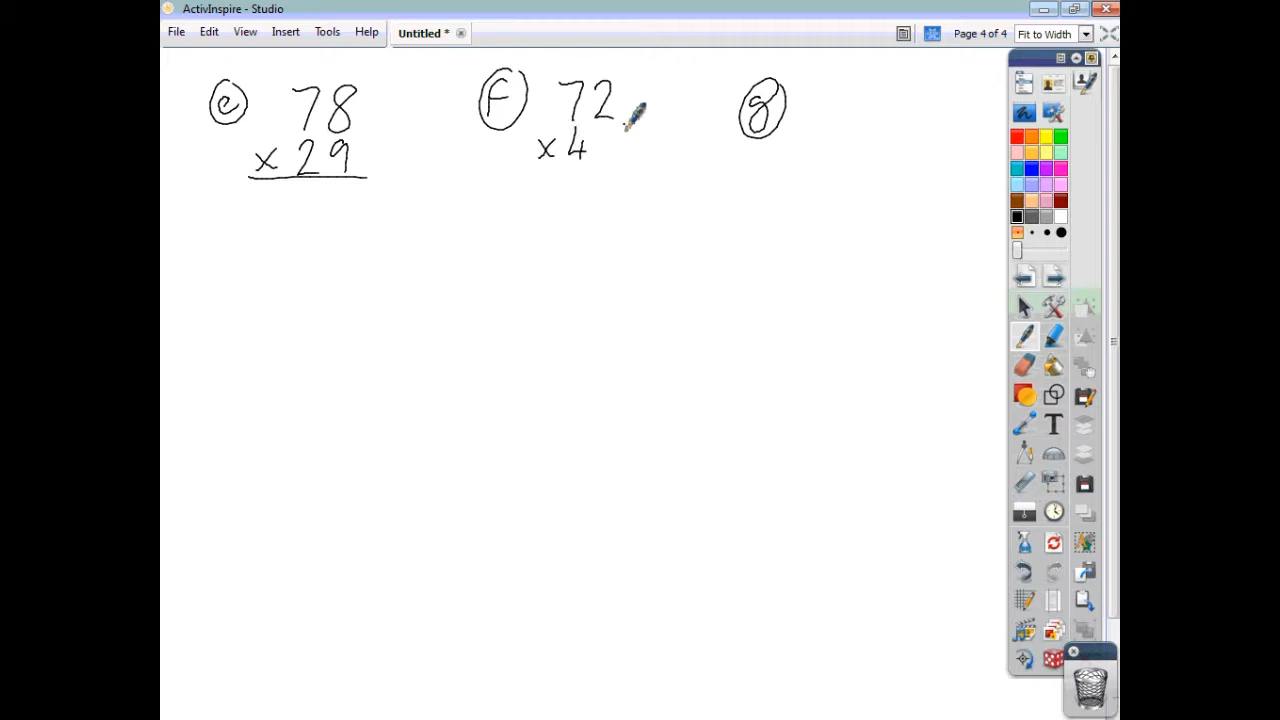 ActivInspire - Studio
File Edit View Insert Tools Help Untitled * Page 4 of 4 Fit to Width
e 78 F 72. g
x 29 x 4